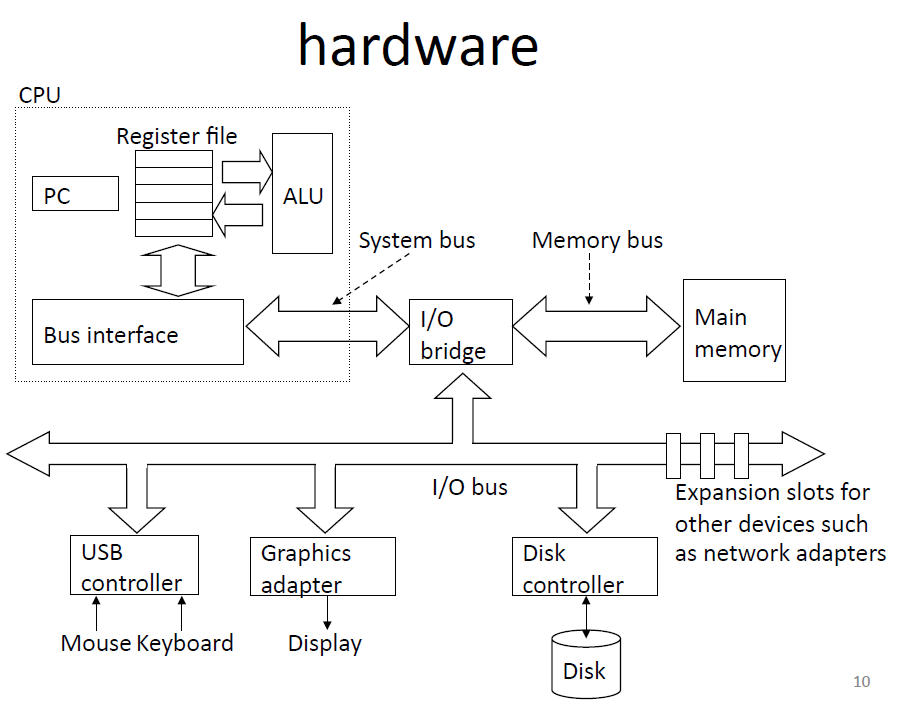 hardware
CPU
Register file
PC
ALU
System bus
Memory bus
Bus interface
I/O
bridge
Main
memory
I/O bus
Expansion slots for
other devices such
as network adapters
USB
controller
Graphics
adapter
Disk
controller
Mouse Keyboard
Display
Disk
10